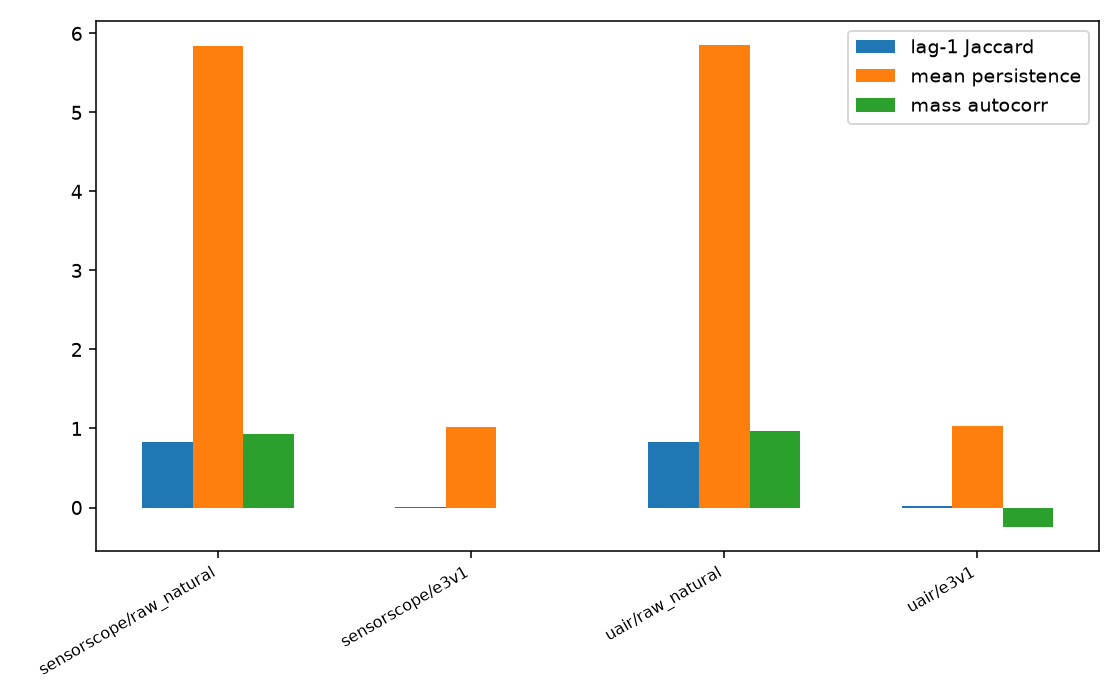 6
5
4
3
2
1
0
lag-1 Jaccard
mean persistence
mass autocorr
sensorscope/raw_natural
sensorscope/e3v1
uair/raw_natural
uair/e3v1